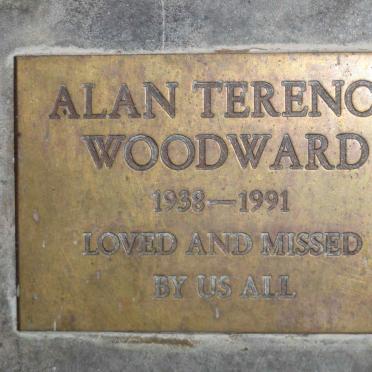 ALAN TERENC
WOODWARD
1938—1991
LOVED AND MISSED
BY US ALL